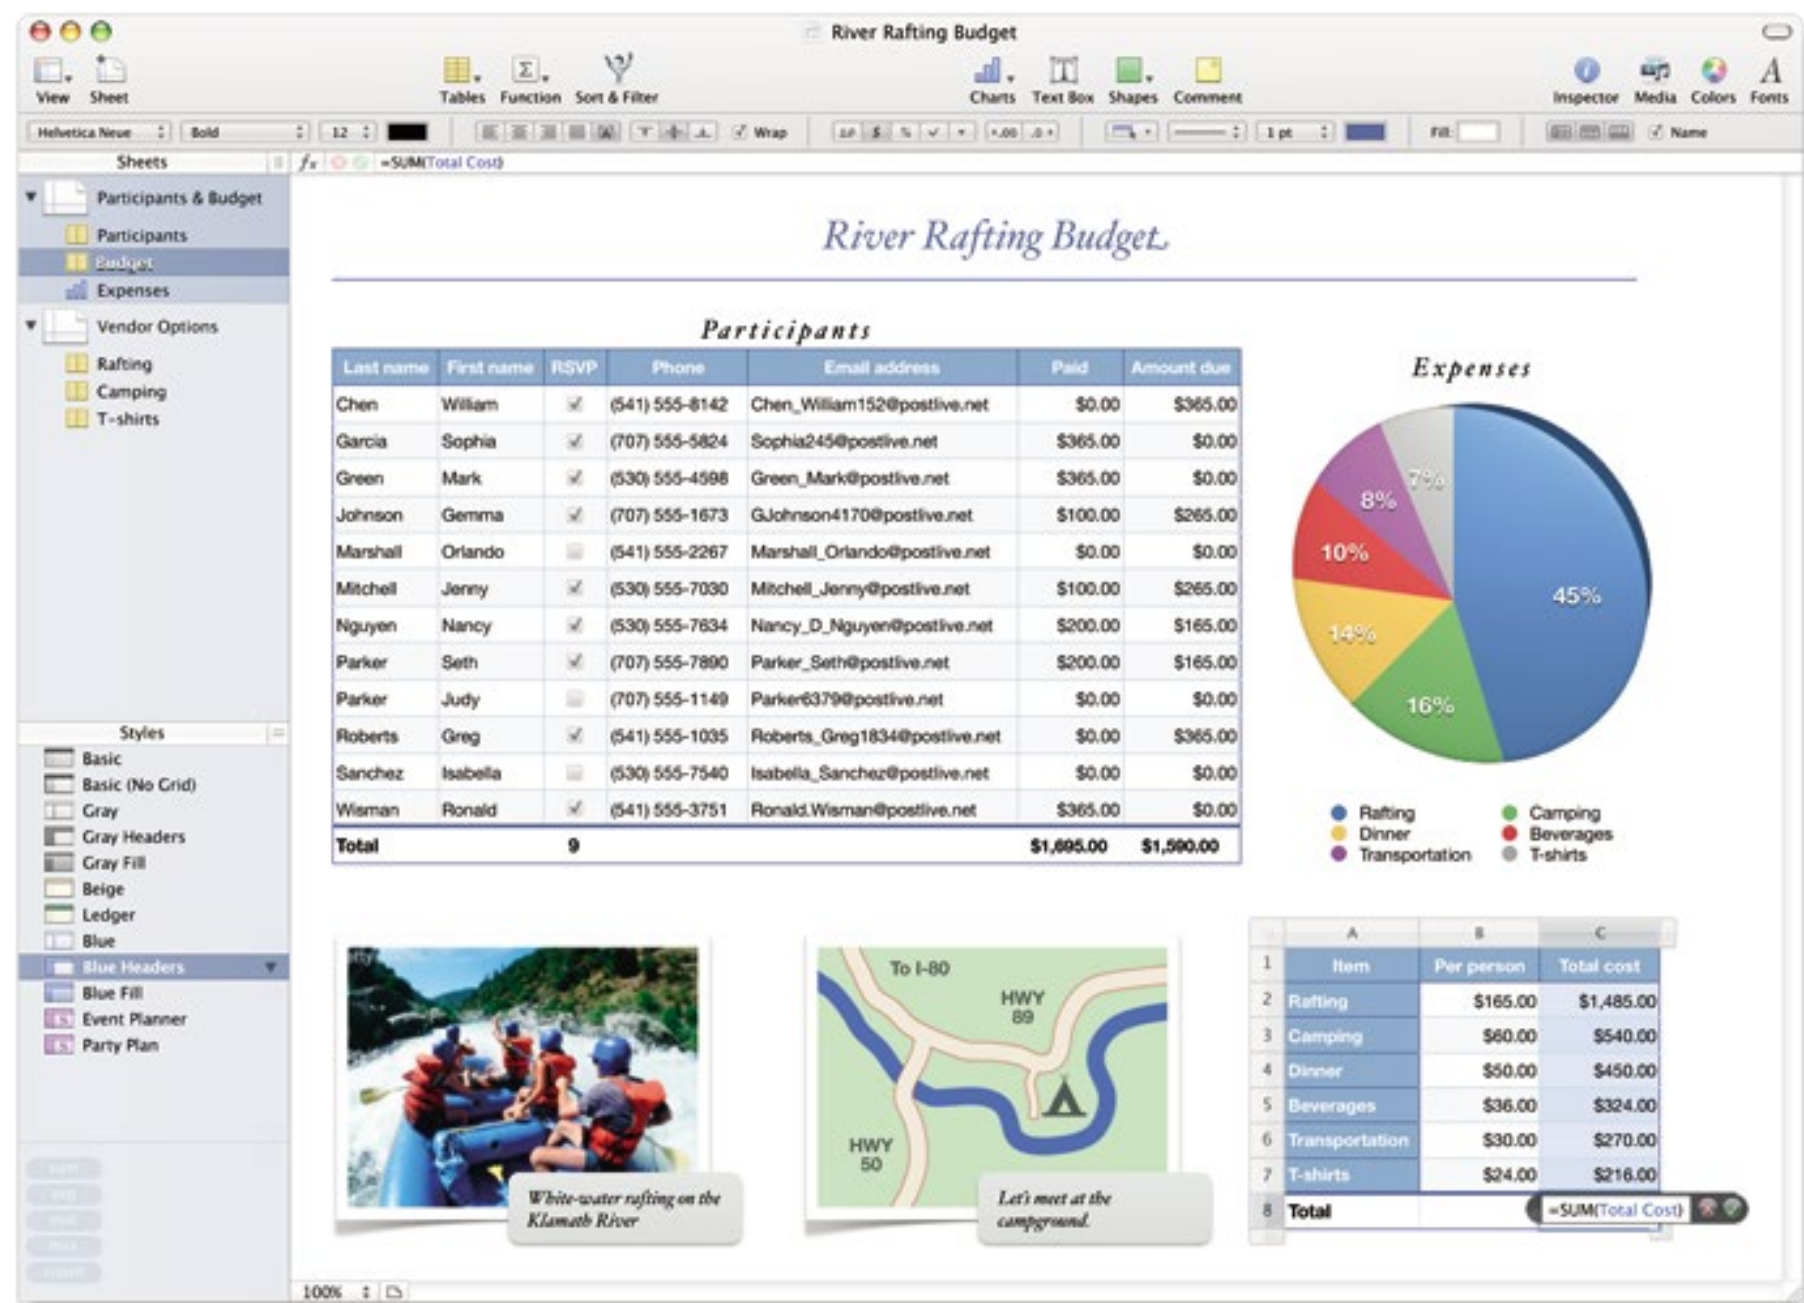 River Rafting Budget
View Sheet Tables Function Sort & Filter Charts Text Box Shapes Comment Inspector Media Colors Fonts
Helvetica Neue Bold 12 Wrap 1 pt Fill: Name
Sheets
=SUM(Total Cost)
Participants & Budget
Participants
Budget
Expenses
Vendor Options
Rafting
Camping
T-shirts
Styles
Basic
Basic (No Grid)
Gray
Gray Headers
Gray Fill
Beige
Ledger
Blue
Blue Headers
Blue Fill
Event Planner
Party Plan
River Rafting Budget
Participants
Last name First name RSVP Phone Email address Paid Amount due
Chen William (541) 555-8142 Chen_William152@postlive.net $0.00 $365.00
Garcia Sophia (707) 555-5824 Sophia245@postlive.net $365.00 $0.00
Green Mark (530) 555-4598 Green_Mark@postlive.net $365.00 $0.00
Johnson Gemma (707) 555-1673 GJohnson4170@postlive.net $100.00 $265.00
Marshall Orlando (541) 555-2267 Marshall_Orlando@postlive.net $0.00 $0.00
Mitchell Jenny (530) 555-7030 Mitchell_Jenny@postlive.net $100.00 $265.00
Nguyen Nancy (530) 555-7634 Nancy_D_Nguyen@postlive.net $200.00 $165.00
Parker Seth (707) 555-7890 Parker_Seth@postlive.net $200.00 $165.00
Parker Judy (707) 555-1149 Parker6379@postlive.net $0.00 $0.00
Roberts Greg (541) 555-1035 Roberts_Greg1834@postlive.net $0.00 $365.00
Sanchez Isabella (530) 555-7540 Isabella_Sanchez@postlive.net $0.00 $0.00
Wisman Ronald (541) 555-3751 Ronald.Wisman@postlive.net $365.00 $0.00
Total 9 $1,695.00 $1,590.00
Expenses
7%
8%
10%
45%
14%
16%
Rafting Camping
Dinner Beverages
Transportation T-shirts
White-water rafting on the
Klamath River
To I-80
HWY
89
HWY
50
Let's meet at the
campground.
A B C
1 Item Per person Total cost
2 Rafting $165.00 $1,485.00
3 Camping $60.00 $540.00
4 Dinner $50.00 $450.00
5 Beverages $36.00 $324.00
6 Transportation $30.00 $270.00
7 T-shirts $24.00 $216.00
8 Total =SUM(Total Cost)
100%